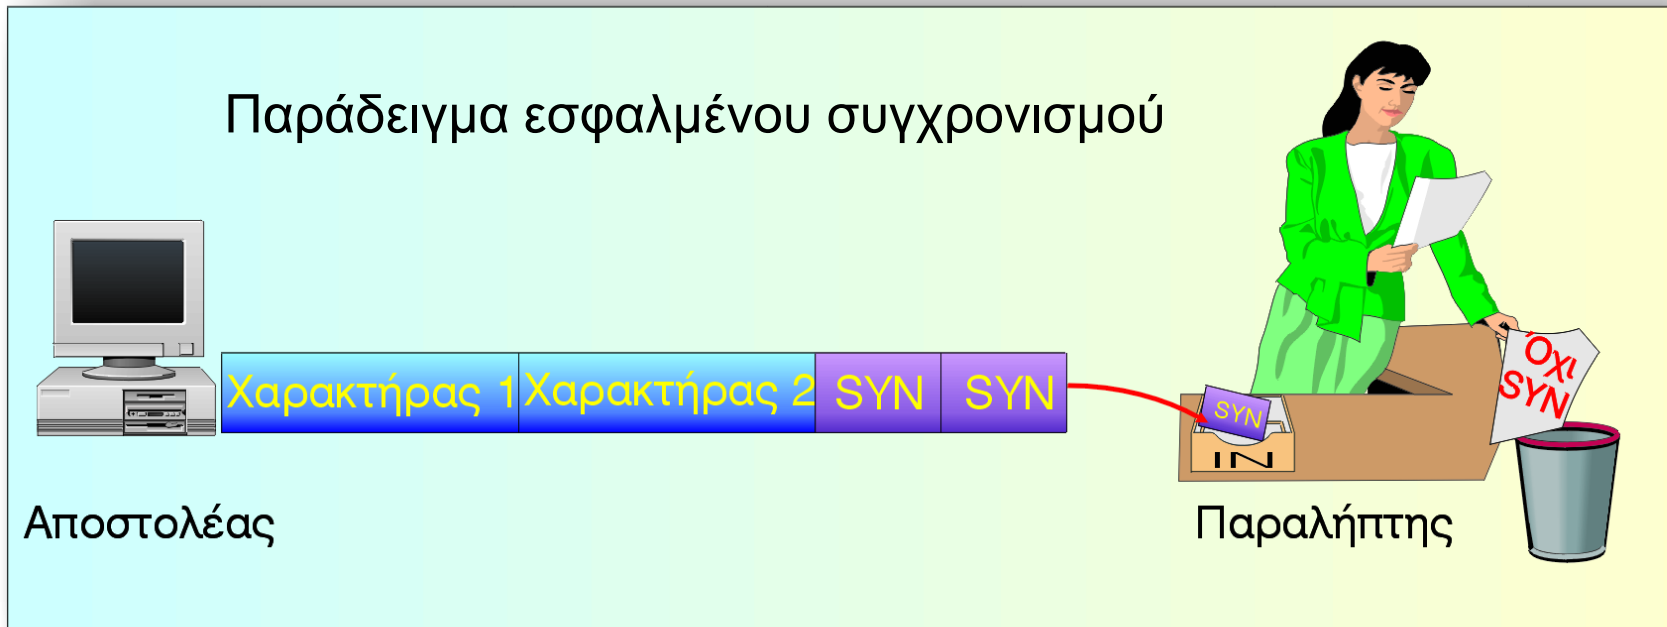 Παράδειγμα εσφαλμένου συγχρονισμού
Χαρακτήρας 1
Χαρακτήρας 2
SYN
SYN
SYN
IN
Όχι
SYN
Αποστολέας
Παραλήπτης